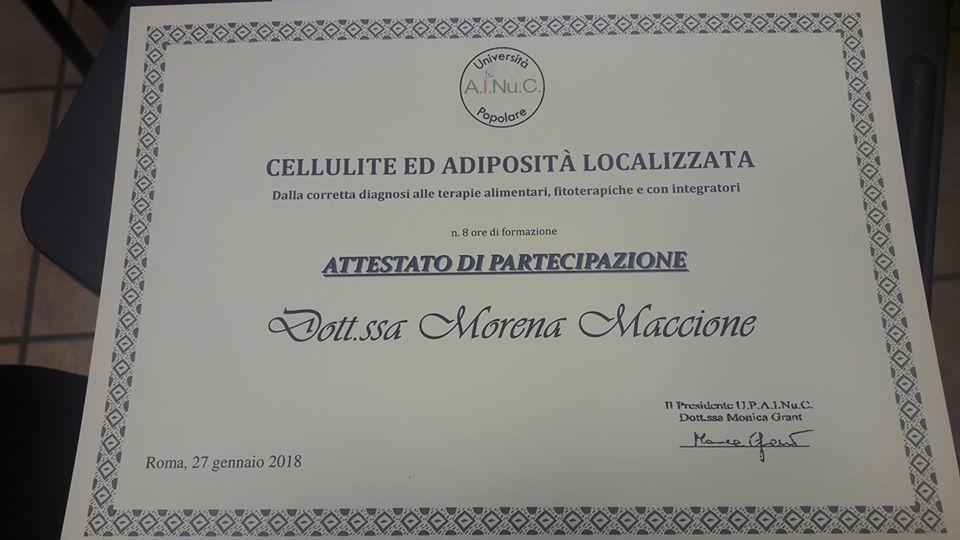 Università
A.I.Nu.C.
Popolare
CELLULITE ED ADIPOSITÀ LOCALIZZATA
Dalla corretta diagnosi alle terapie alimentari, fitoterapiche e con integratori
n. 8 ore di formazione
ATTESTATO DI PARTECIPAZIONE
Dott.ssa Morena Maccione
Il Presidente U.P.A.I.Nu.C.
Dott.ssa Monica Grant
Roma, 27 gennaio 2018